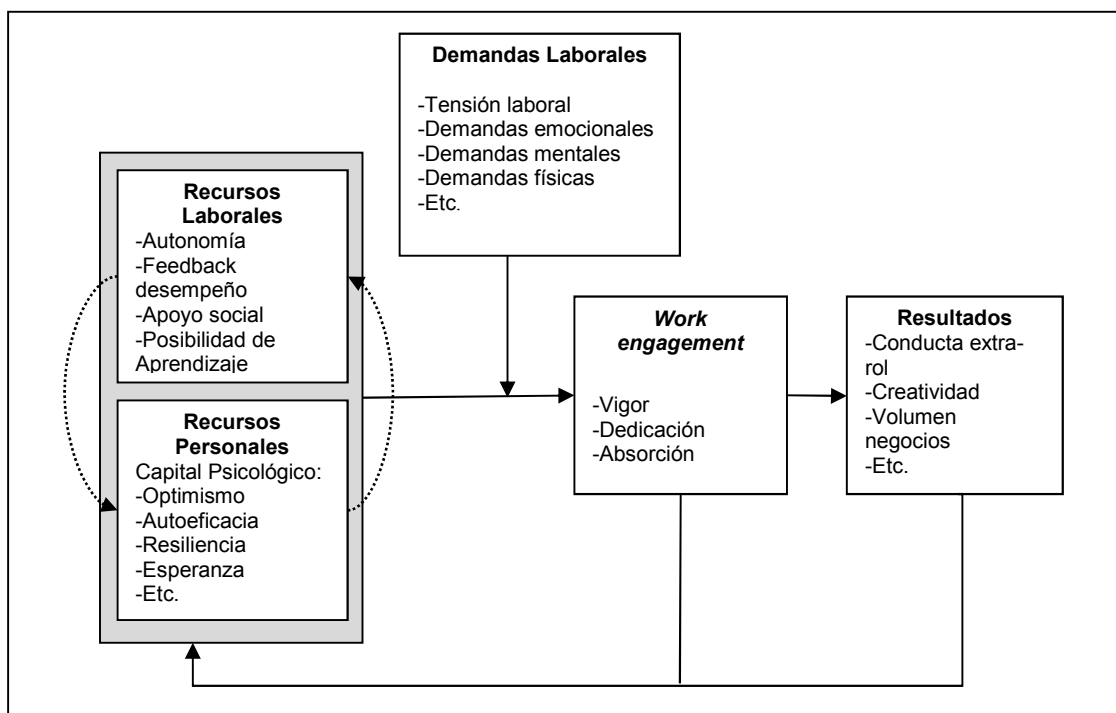 Demandas Laborales
-Tensión laboral
-Demandas emocionales
-Demandas mentales
-Demandas físicas
-Etc.
Recursos
Laborales
-Autonomía
-Feedback
desempeño
-Apoyo social
-Posibilidad de
Aprendizaje
Recursos
Personales
Capital Psicológico:
-Optimismo
-Autoeficacia
-Resiliencia
-Esperanza
-Etc.
Work
engagement
-Vigor
-Dedicación
-Absorción
Resultados
-Conducta extra-
rol
-Creatividad
-Volumen
negocios
-Etc.